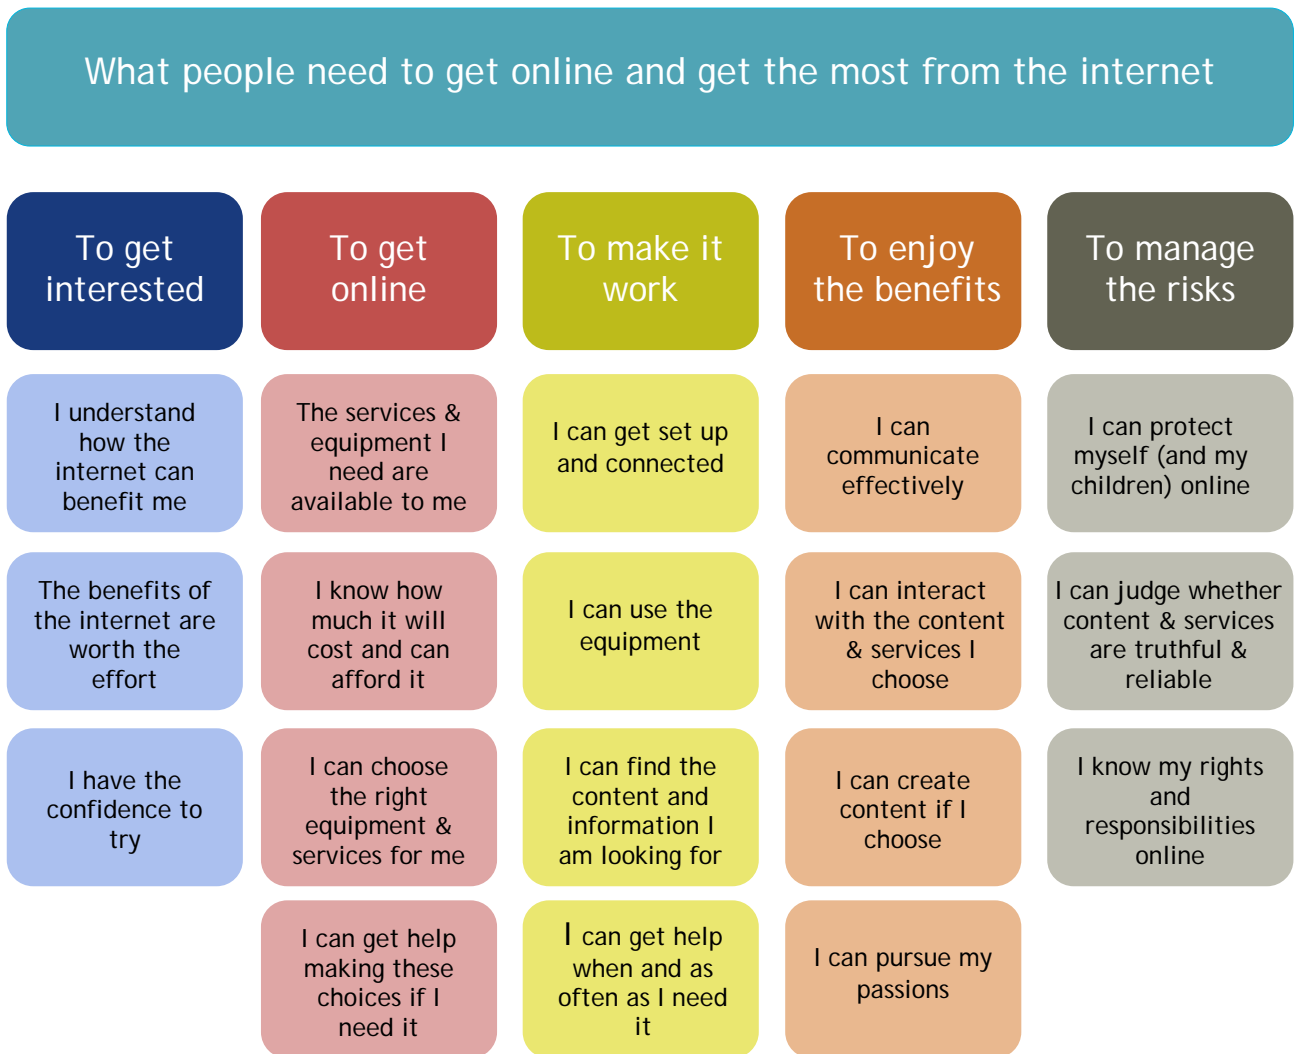 What people need to get online and get the most from the internet
To get
interested
To get
online
To make it
work
To enjoy
the benefits
To manage
the risks
I understand
how the
internet can
benefit me
The services &
equipment I
need are
available to me
I can get set up
and connected
I can
communicate
effectively
I can protect
myself (and my
children) online
The benefits of
the internet are
worth the
effort
I know how
much it will
cost and can
afford it
I can use the
equipment
I can interact
with the content
& services I
choose
I can judge whether
content & services
are truthful &
reliable
I have the
confidence to
try
I can choose
the right
equipment &
services for me
I can find the
content and
information I
am looking for
I can create
content if I
choose
I know my rights
and
responsibilities
online
I can get help
making these
choices if I
need it
I can get help
when and as
often as I need
it
I can pursue my
passions